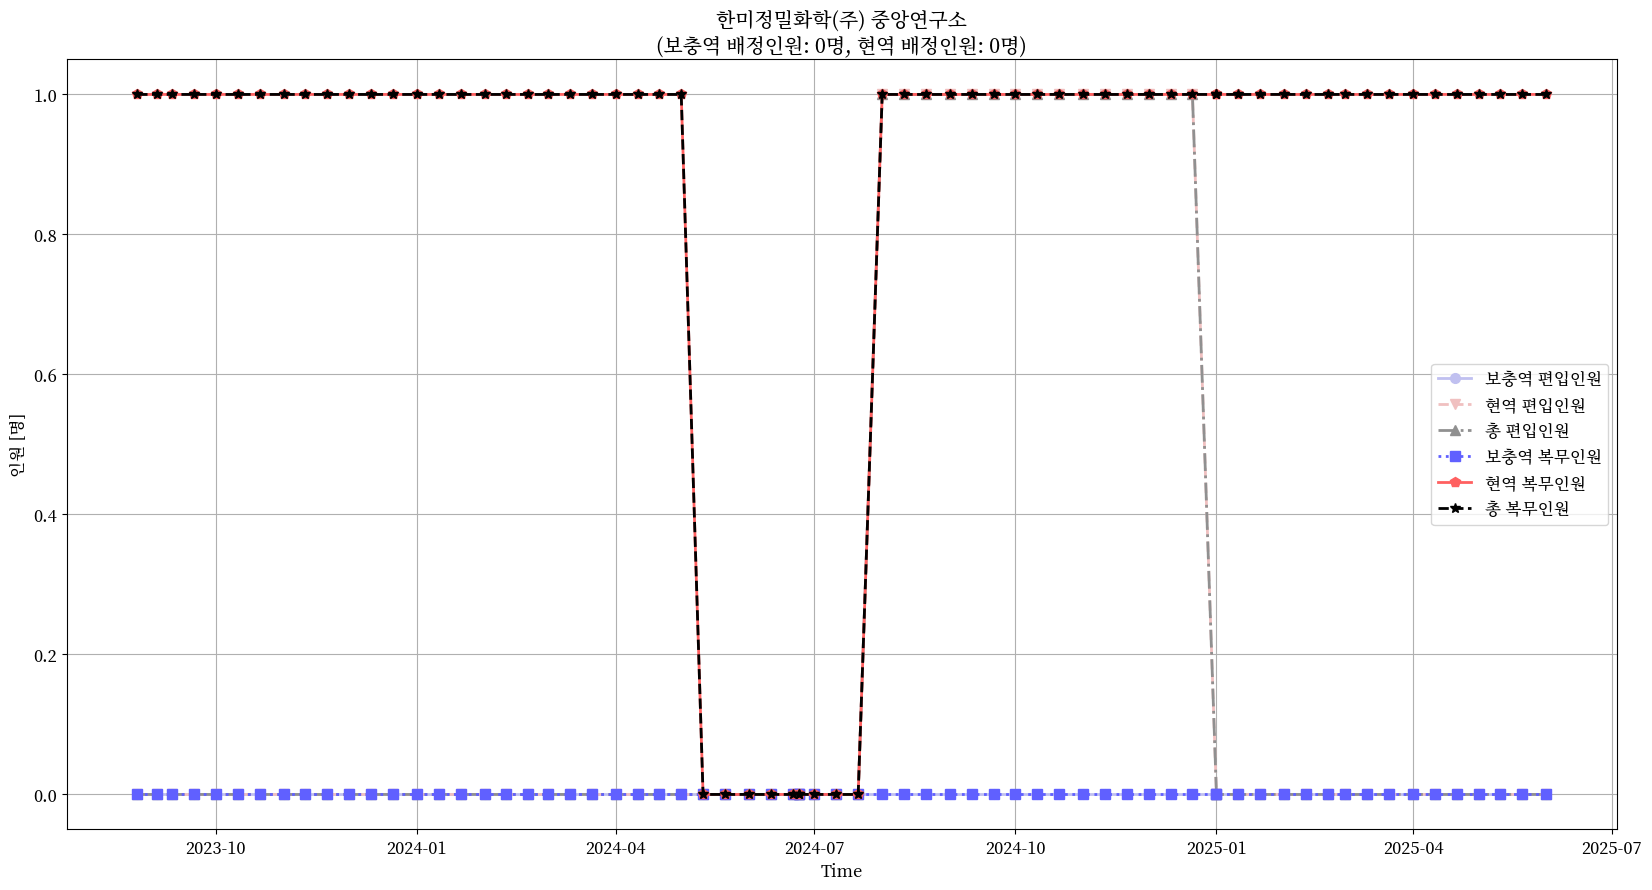 한미정밀화학(주) 중앙연구소
(보충역 배정인원: 0명, 현역 배정인원: 0명)
인원 [명]
1.0
0.8
0.6
0.4
0.2
0.0
보충역 편입인원
현역 편입인원
총 편입인원
보충역 복무인원
현역 복무인원
총 복무인원
2023-10
2024-01
2024-04
2024-07
2024-10
2025-01
2025-04
2025-07
Time